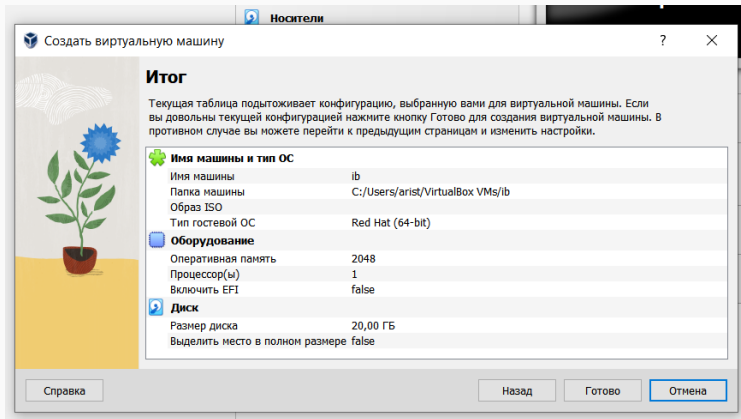 Носители
Создать виртуальную машину
?
Итог
Текущая таблица подытоживает конфигурацию, выбранную вами для виртуальной машины. Если
вы довольны текущей конфигурацией нажмите кнопку Готово для создания виртуальной машины. В
противном случае вы можете перейти к предыдущим страницам и изменить настройки.
Имя машины и тип ОС
Имя машины ib
Папка машины C:/Users/arist/VirtualBox VMs/ib
Образ ISO
Тип гостевой ОС Red Hat (64-bit)
Оборудование
Оперативная память 2048
Процессор(ы) 1
Включить EFI false
Диск
Размер диска 20,00 ГБ
Выделить место в полном размере false
Справка Назад Готово Отмена